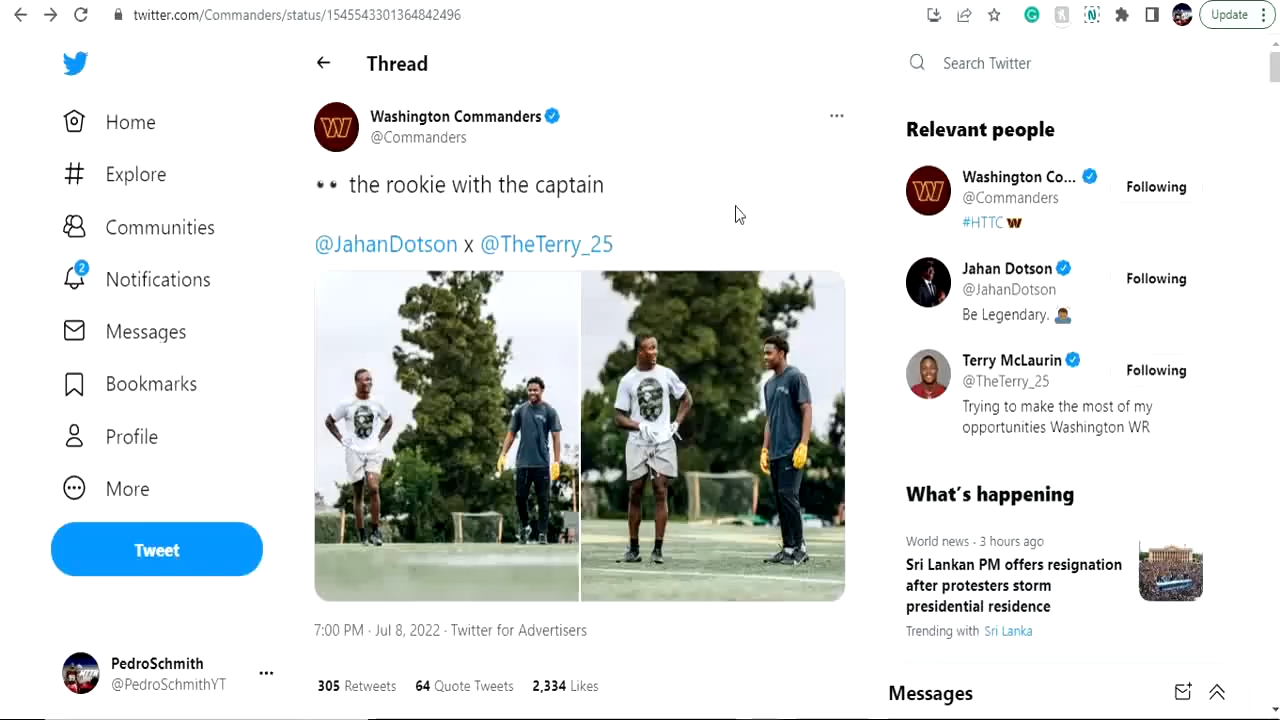 twitter.com/Commanders/status/1545543301364842496
Update
Home
Explore
Communities
2
Notifications
Messages
Bookmarks
Profile
More
Tweet
PedroSchmith
@PedroSchmithYT
Thread
Washington Commanders
@Commanders
👀 the rookie with the captain
@JahanDotson x @TheTerry_25
7:00 PM · Jul 8, 2022 · Twitter for Advertisers
305 Retweets 64 Quote Tweets 2,334 Likes
Search Twitter
Relevant people
Washington Co...
@Commanders
Following
#HTTC
Jahan Dotson
@JahanDotson
Following
Be Legendary.
Terry McLaurin
@TheTerry_25
Following
Trying to make the most of my
opportunities Washington WR
What's happening
World news · 3 hours ago
Sri Lankan PM offers resignation
after protesters storm
presidential residence
Trending with Sri Lanka
Messages